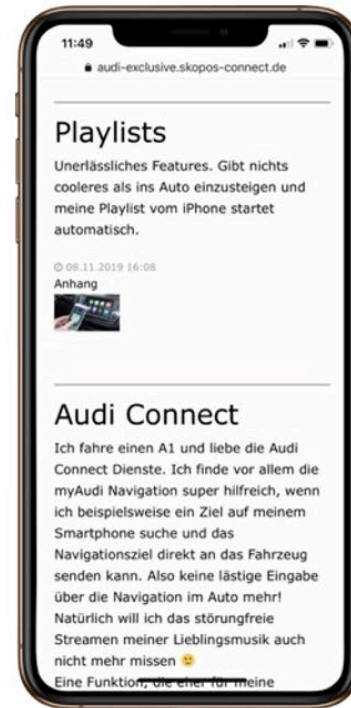 11:49
audi-exclusive.skopos-connect.de
Playlists
Unerlässliches Features. Gibt nichts
cooleres als ins Auto einzusteigen und
meine Playlist vom iPhone startet
automatisch.
08.11.2019 16:08
Anhang
Audi Connect
Ich fahre einen A1 und liebe die Audi
Connect Dienste. Ich finde vor allem die
myAudi Navigation super hilfreich, wenn
ich beispielsweise ein Ziel auf meinem
Smartphone suche und das
Navigationsziel direkt an das Fahrzeug
senden kann. Also keine lästige Eingabe
über die Navigation im Auto mehr!
Natürlich will ich das störungfreie
Streamen meiner Lieblingsmusik auch
nicht mehr missen 🙂
Eine Funktion, die eher für meine